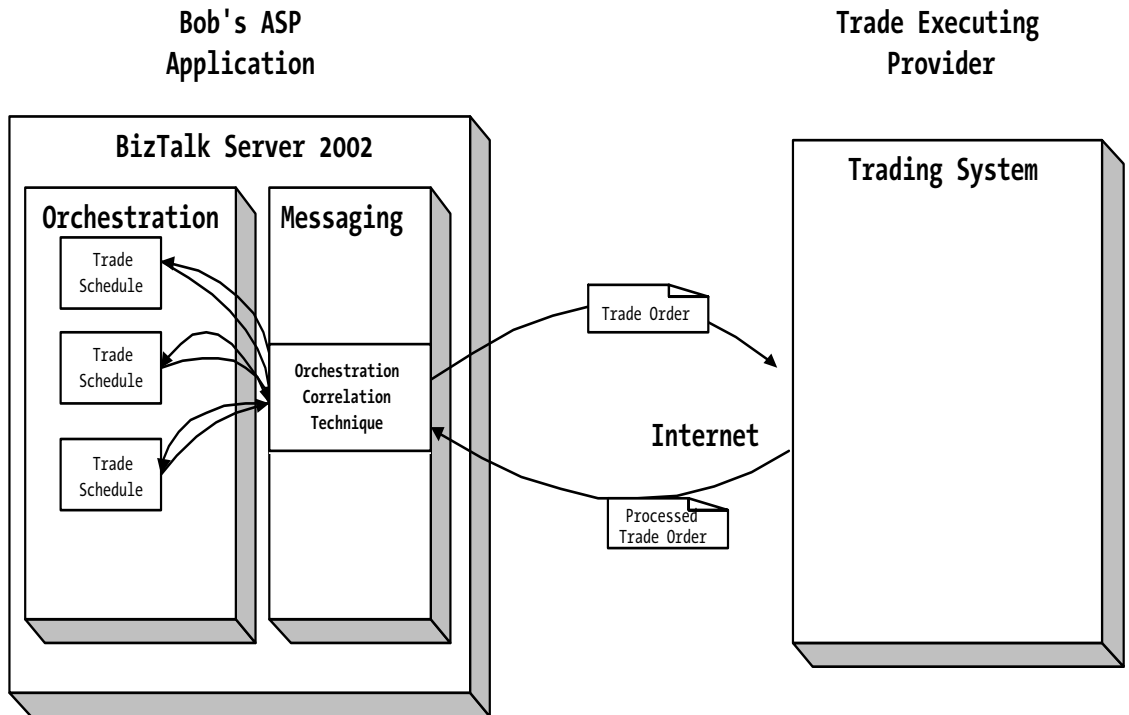 Bob's ASP
Application
Trade Executing
Provider
BizTalk Server 2002
Orchestration
Messaging
Trading System
Trade
Schedule
Trade
Schedule
Trade
Schedule
Orchestration
Correlation
Technique
Trade Order
Internet
Processed
Trade Order